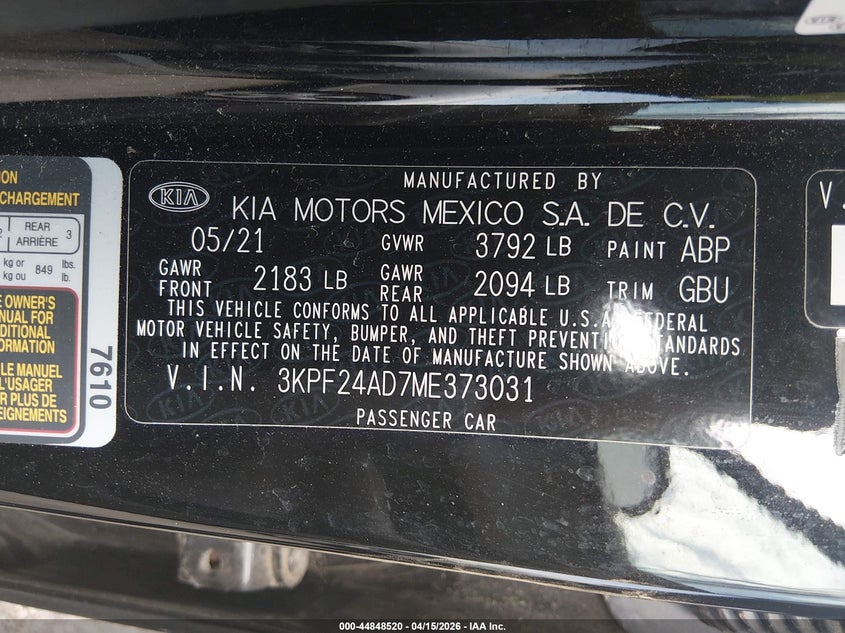 MANUFACTURED BY
KIA KIA MOTORS MEXICO S.A. DE C.V.
05/21 GVWR 3792 LB PAINT ABP
GAWR FRONT 2183 LB GAWR REAR 2094 LB TRIM GBU
THIS VEHICLE CONFORMS TO ALL APPLICABLE U.S.A. FEDERAL
MOTOR VEHICLE SAFETY, BUMPER, AND THEFT PREVENTION STANDARDS
IN EFFECT ON THE DATE OF MANUFACTURE SHOWN ABOVE.
V.I.N. 3KPF24AD7ME373031
PASSENGER CAR
CHARGEMENT
REAR
ARRIÈRE 3
kg or
kg ou 849 lbs.
lb.
OWNER'S
MANUAL FOR
INFORMATION
MANUEL
L'USAGER
PLUS DE
7610
V.
000-44848520 - 04/15/2026 - IAA Inc.